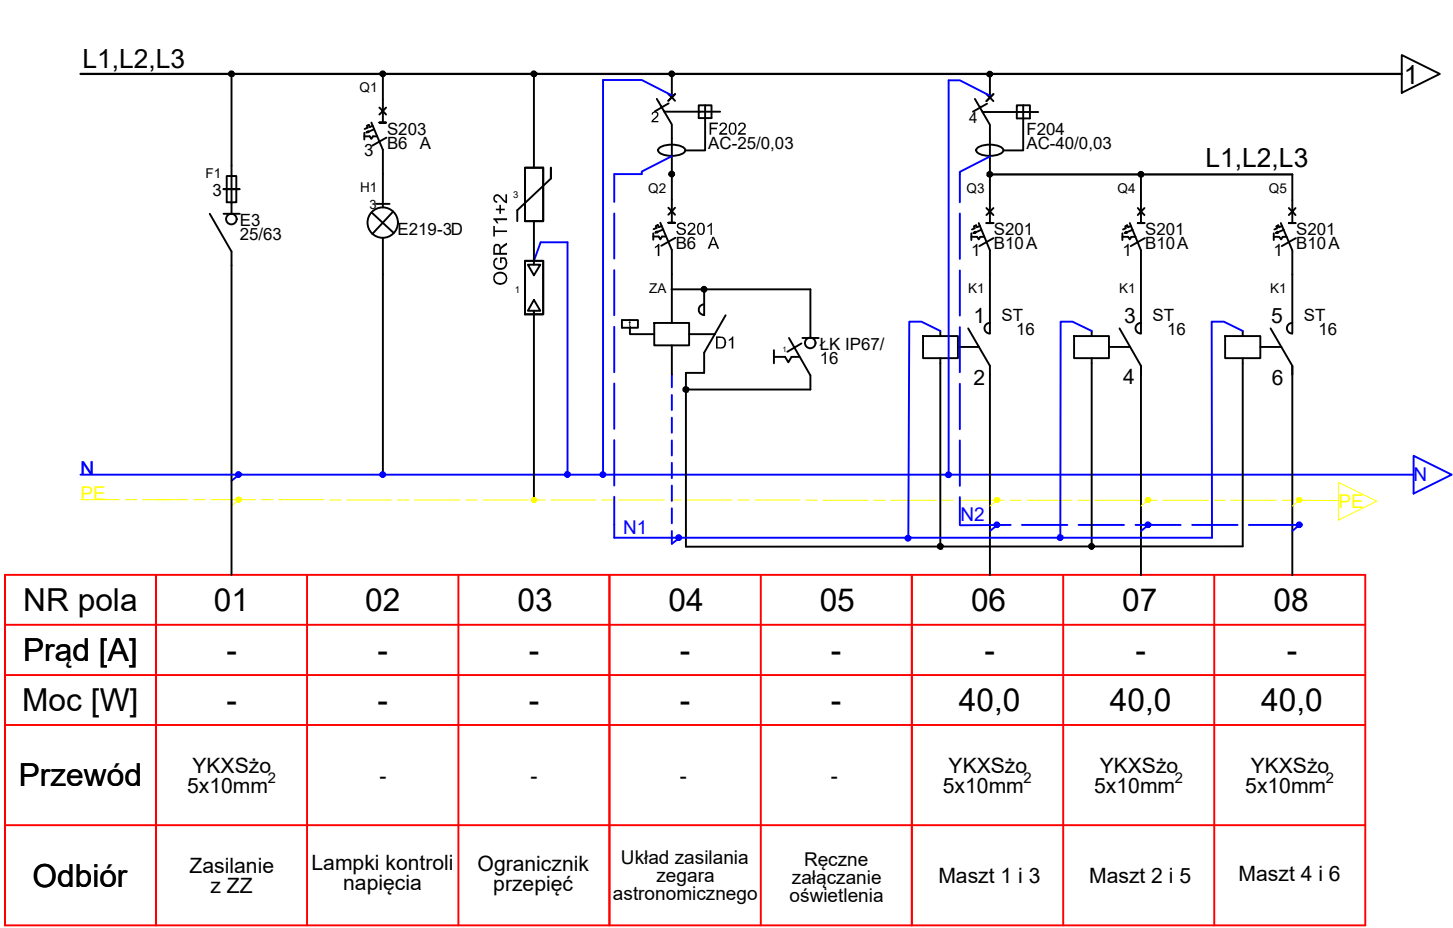 L1,L2,L3
1
Q1
S203
B6 A
3
F1
3
E3
25/63
H1
3
E219-3D
OGR T1+2
3
1
2
F202
AC-25/0,03
Q2
S201
B6 A
1
ZA
D1
1
ŁK IP67/
16
4
F204
AC-40/0,03
L1,L2,L3
Q3
S201
B10 A
1
Q4
S201
B10 A
1
Q5
S201
B10 A
1
K1
1
ST
16
2
K1
3
ST
16
4
K1
5
ST
16
6
N
N
PE
PE
N1
N2
NR pola 01 02 03 04 05 06 07 08
Prąd [A] - - - - - - - -
Moc [W] - - - - - 40,0 40,0 40,0
Przewód
YKXSżo
5x10mm²
-
-
-
-
YKXSżo
5x10mm²
YKXSżo
5x10mm²
YKXSżo
5x10mm²
Odbiór
Zasilanie
z ZZ
Lampki kontroli
napięcia
Ogranicznik
przepięć
Układ zasilania
zegara
astronomicznego
Ręczne
załączanie
oświetlenia
Maszt 1 i 3
Maszt 2 i 5
Maszt 4 i 6